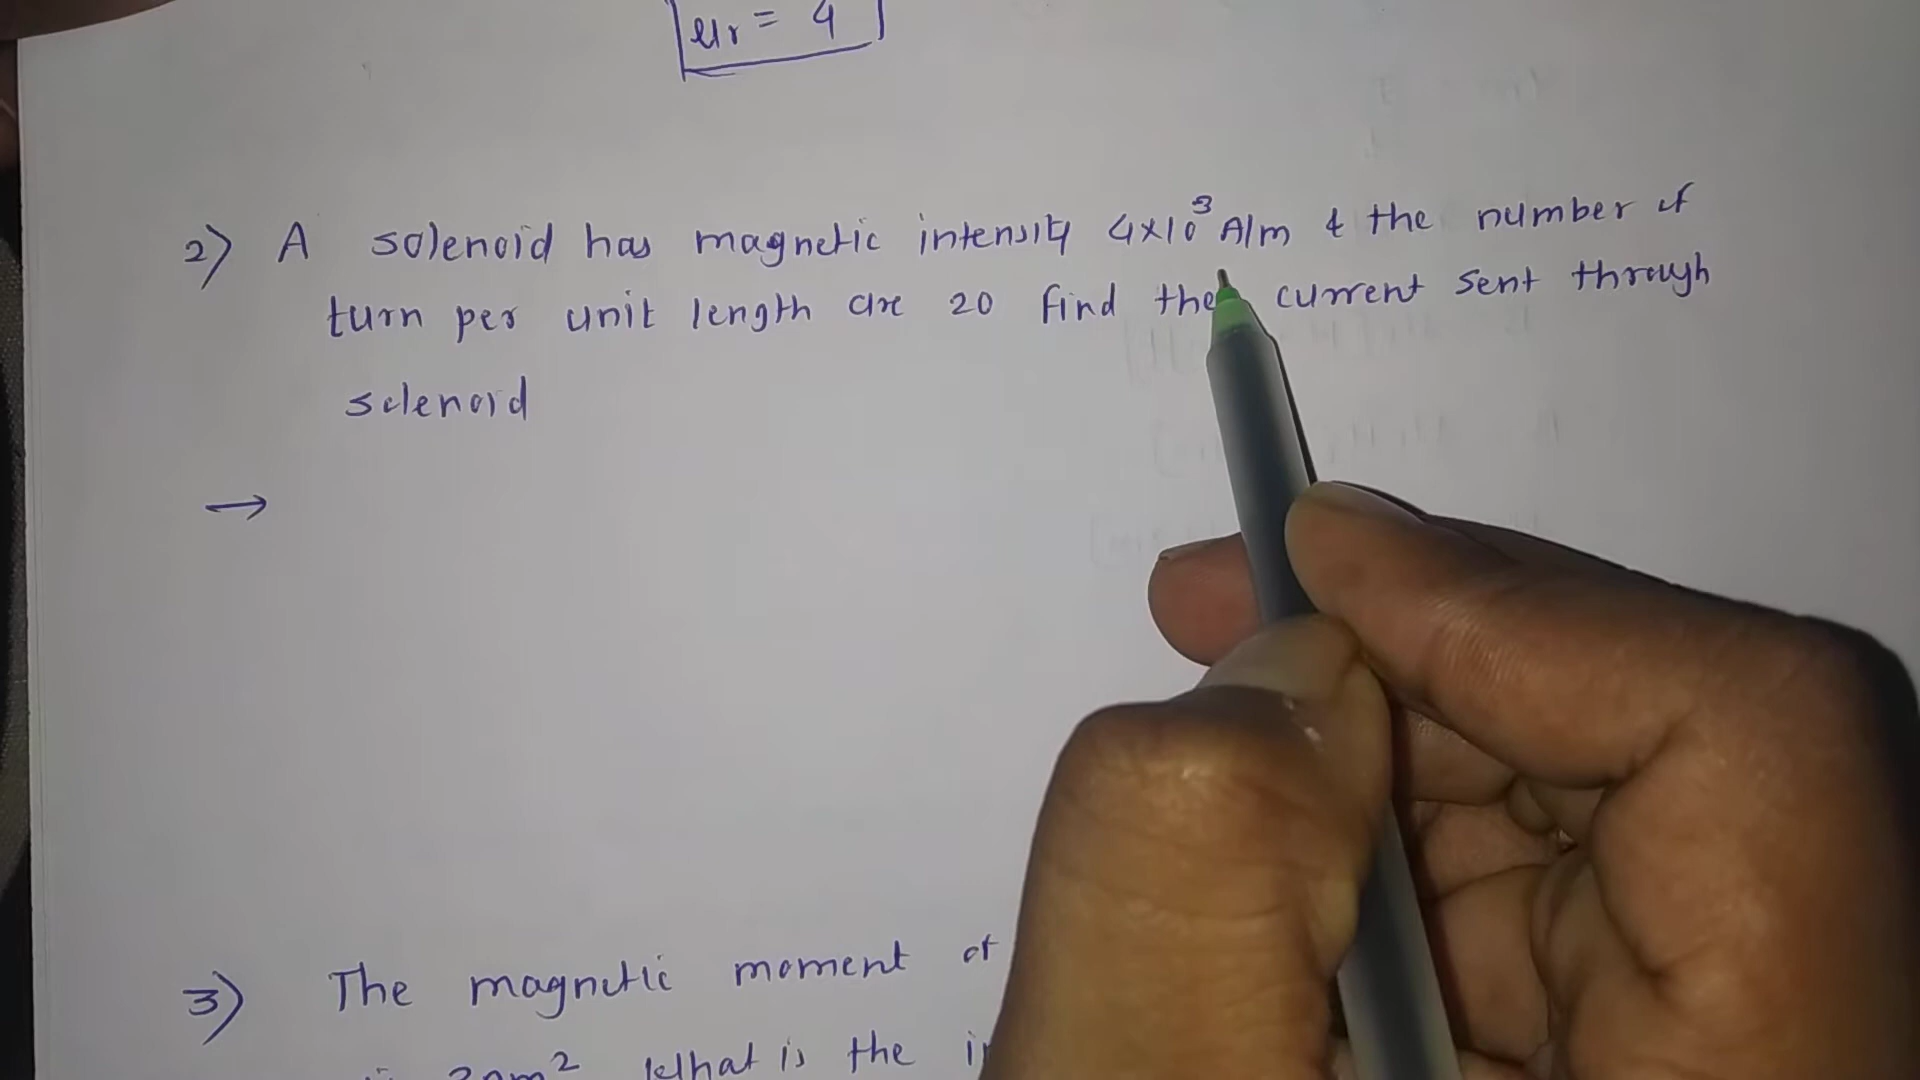 μr = 4
2) A solenoid has magnetic intensity 4×10³ A/m & the number of
turn per unit length are 20 find the current sent through
solenoid
→
3) The magnetic moment of
What is the